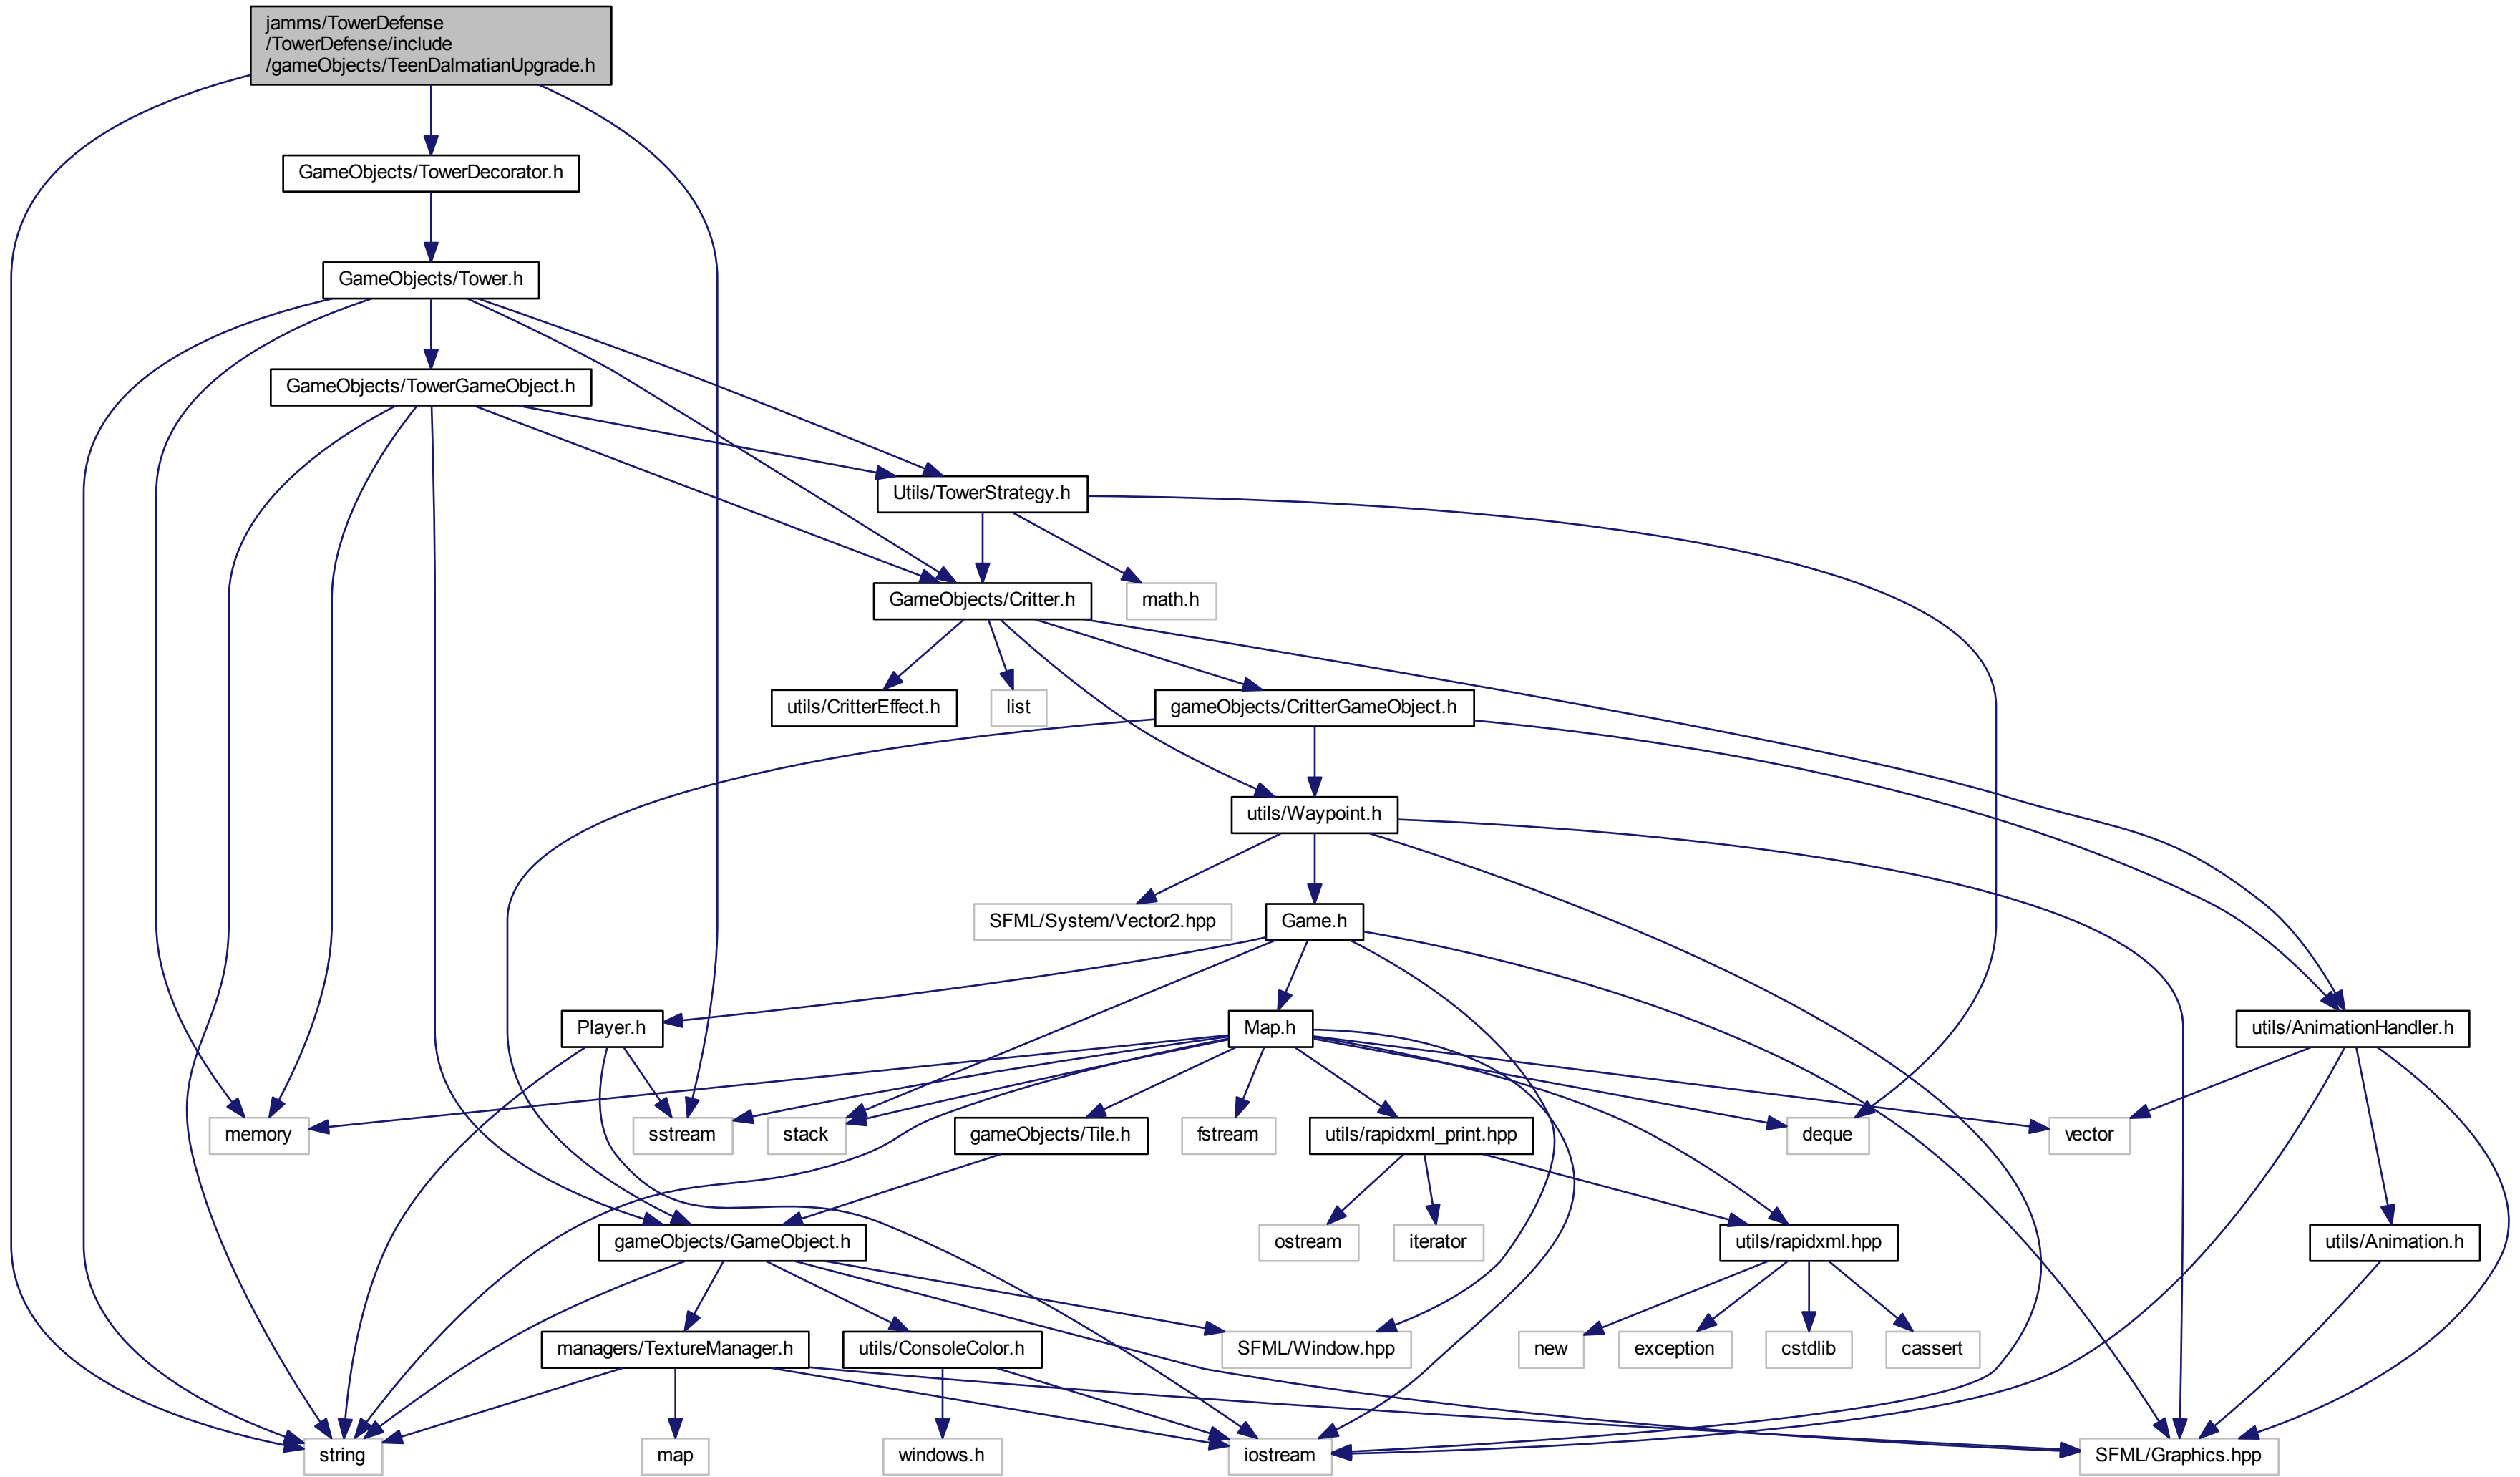 jamms/TowerDefense
/TowerDefense/include
/gameObjects/TeenDalmatianUpgrade.h
GameObjects/TowerDecorator.h
GameObjects/Tower.h
GameObjects/TowerGameObject.h
Utils/TowerStrategy.h
GameObjects/Critter.h
math.h
utils/CritterEffect.h
list
gameObjects/CritterGameObject.h
utils/Waypoint.h
SFML/System/Vector2.hpp
Game.h
Player.h
Map.h
utils/AnimationHandler.h
memory
sstream
stack
gameObjects/Tile.h
fstream
utils/rapidxml_print.hpp
deque
vector
gameObjects/GameObject.h
ostream
iterator
utils/rapidxml.hpp
utils/Animation.h
managers/TextureManager.h
utils/ConsoleColor.h
SFML/Window.hpp
new
exception
cstdlib
cassert
string
map
windows.h
iostream
SFML/Graphics.hpp